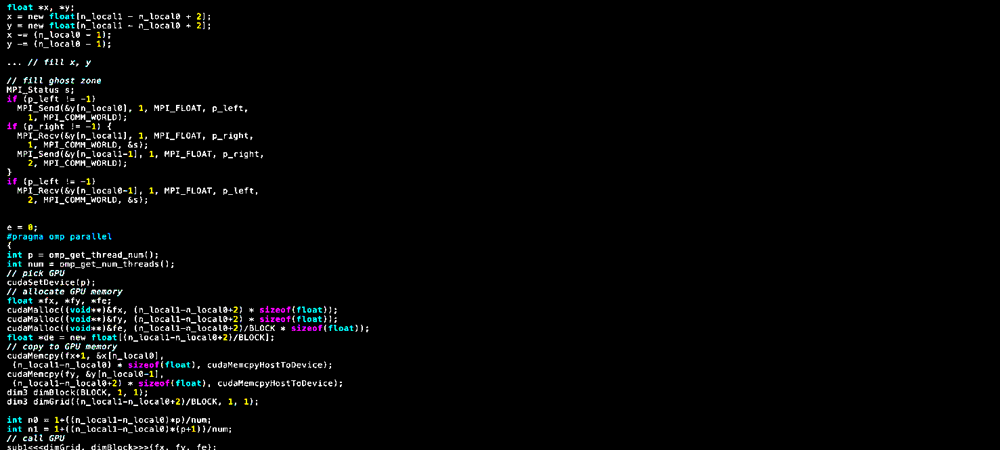 float *x, *y;
x = new float[n_local1 - n_local0 + 2];
y = new float[n_local1 - n_local0 + 2];
x -= (n_local0 - 1);
y -= (n_local0 - 1);
... // fill x, y
// fill ghost zone
MPI_Status s;
if (p_left != -1)
MPI_Send(&y[n_local0], 1, MPI_FLOAT, p_left,
1, MPI_COMM_WORLD);
if (p_right != -1) {
MPI_Recv(&y[n_local1], 1, MPI_FLOAT, p_right,
1, MPI_COMM_WORLD, &s);
MPI_Send(&y[n_local1-1], 1, MPI_FLOAT, p_right,
2, MPI_COMM_WORLD);
}
if (p_left != -1)
MPI_Recv(&y[n_local0-1], 1, MPI_FLOAT, p_left,
2, MPI_COMM_WORLD, &s);
e = 0;
#pragma omp parallel
{
int p = omp_get_thread_num();
int num = omp_get_num_threads();
// pick GPU
cudaSetDevice(p);
// allocate GPU memory
float *fx, *fy, *fe;
cudaMalloc((void**)&fx, (n_local1-n_local0+2) * sizeof(float));
cudaMalloc((void**)&fy, (n_local1-n_local0+2) * sizeof(float));
cudaMalloc((void**)&fe, (n_local1-n_local0+2)/BLOCK * sizeof(float));
float *de = new float[(n_local1-n_local0+2)/BLOCK];
// copy to GPU memory
cudaMemcpy(fx+1, &x[n_local0],
(n_local1-n_local0) * sizeof(float), cudaMemcpyHostToDevice);
cudaMemcpy(fy, &y[n_local0-1],
(n_local1-n_local0+2) * sizeof(float), cudaMemcpyHostToDevice);
dim3 dimBlock(BLOCK, 1, 1);
dim3 dimGrid((n_local1-n_local0+2)/BLOCK, 1, 1);
int n0 = 1+((n_local1-n_local0)*p)/num;
int n1 = 1+((n_local1-n_local0)*(p+1))/num;
// call GPU
sub1<<<dimGrid, dimBlock>>>(fx, fy, fe);